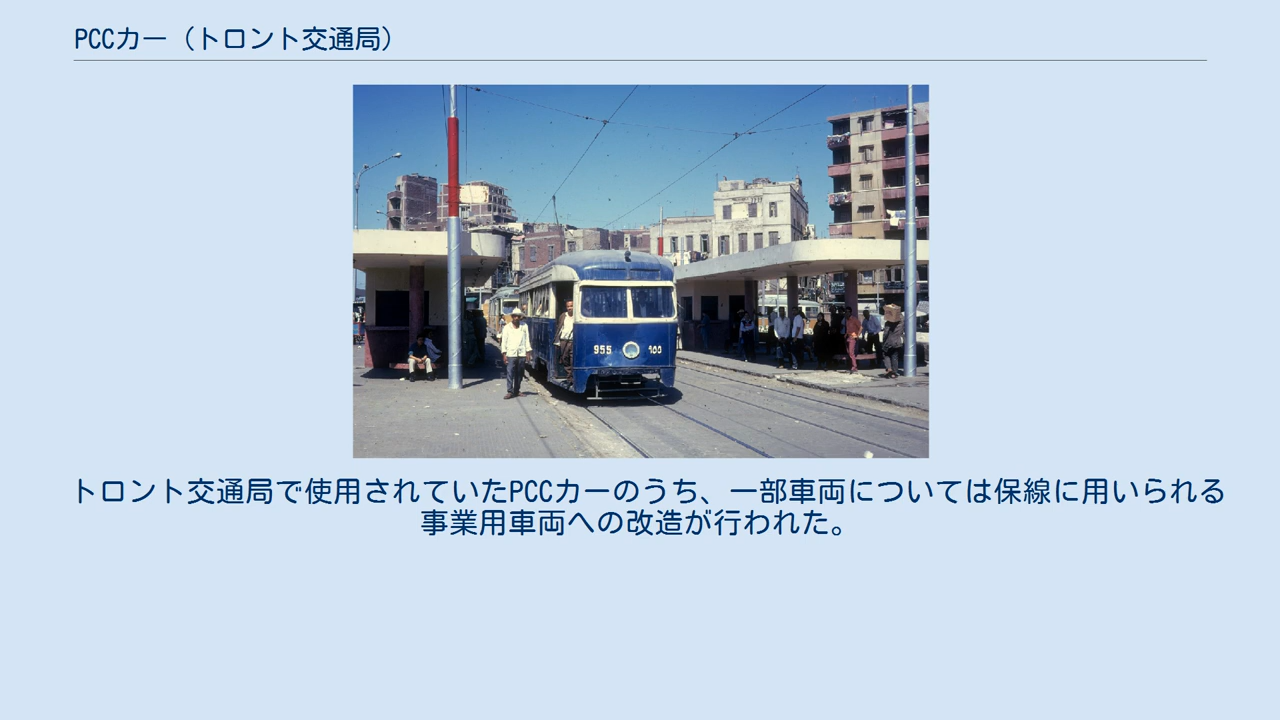 PCCカー（トロント交通局）
955 ١٥٥
トロント交通局で使用されていたPCCカーのうち、一部車両については保線に用いられる
事業用車両への改造が行われた。